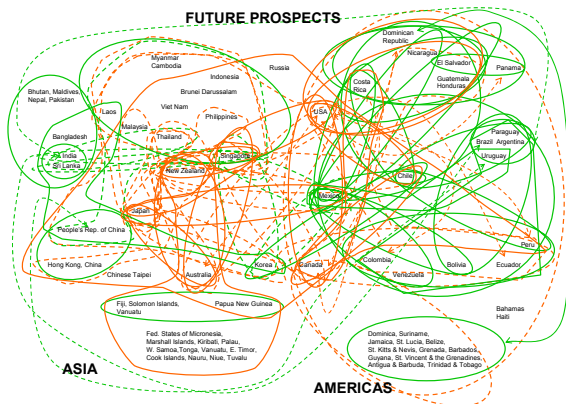 FUTURE PROSPECTS
Dominican
Republic
Nicaragua
El Salvador
Panama
Guatemala
Honduras
Costa
Rica
Myanmar
Cambodia
Indonesia
Russia
Brunei Darussalam
Bhutan, Maldives,
Nepal, Pakistan
Laos
Viet Nam
Philippines
USA
Malaysia
Bangladesh
Thailand
Paraguay
Brazil Argentina
Uruguay
India
Sri Lanka
Singapore
New Zealand
Chile
Mexico
Japan
People's Rep. of China
Peru
Hong Kong, China
Chinese Taipei
Australia
Korea
Canada
Colombia
Venezuela
Bolivia
Ecuador
Fiji, Solomon Islands,
Vanuatu
Papua New Guinea
Bahamas
Haiti
Fed. States of Micronesia,
Marshall Islands, Kiribati, Palau,
W. Samoa,Tonga, Vanuatu, E. Timor,
Cook Islands, Nauru, Niue, Tuvalu
Dominica, Suriname,
Jamaica, St. Lucia, Belize,
St. Kitts & Nevis, Grenada, Barbados,
Guyana, St. Vincent & the Grenadines,
Antigua & Barbuda, Trinidad & Tobago
ASIA
AMERICAS